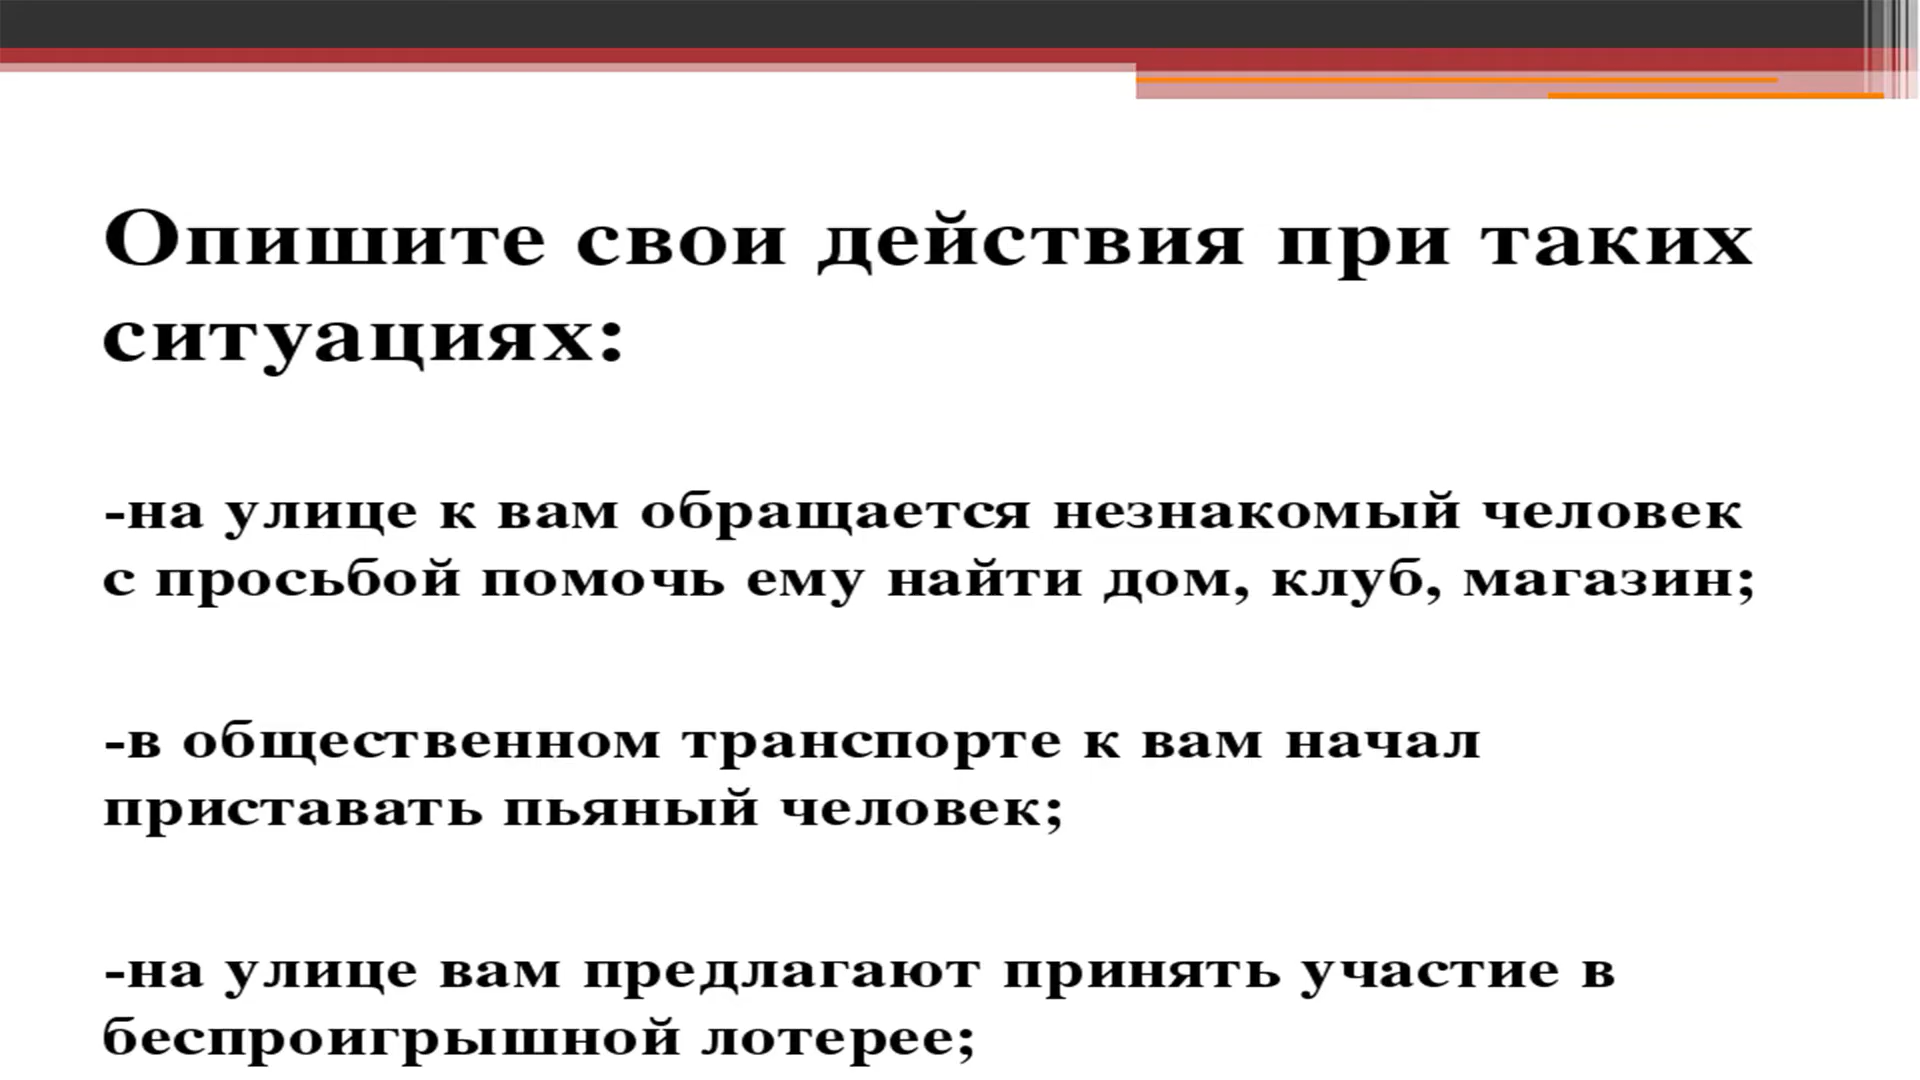 Опишите свои действия при таких
ситуациях:
-на улице к вам обращается незнакомый человек
с просьбой помочь ему найти дом, клуб, магазин;
-в общественном транспорте к вам начал
приставать пьяный человек;
-на улице вам предлагают принять участие в
беспроигрышной лотерее;